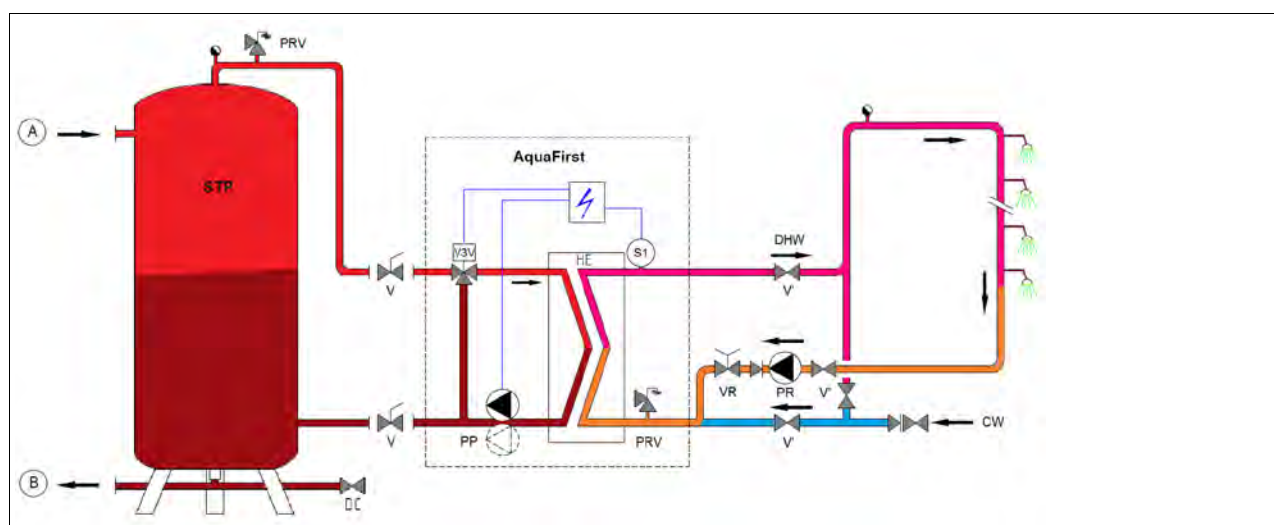 PRV
A
AquaFirst
STP
DHW
V3V
HE
S1
V
V'
VR
PR
V'
V
PP
PRV
V'
CW
B
DC